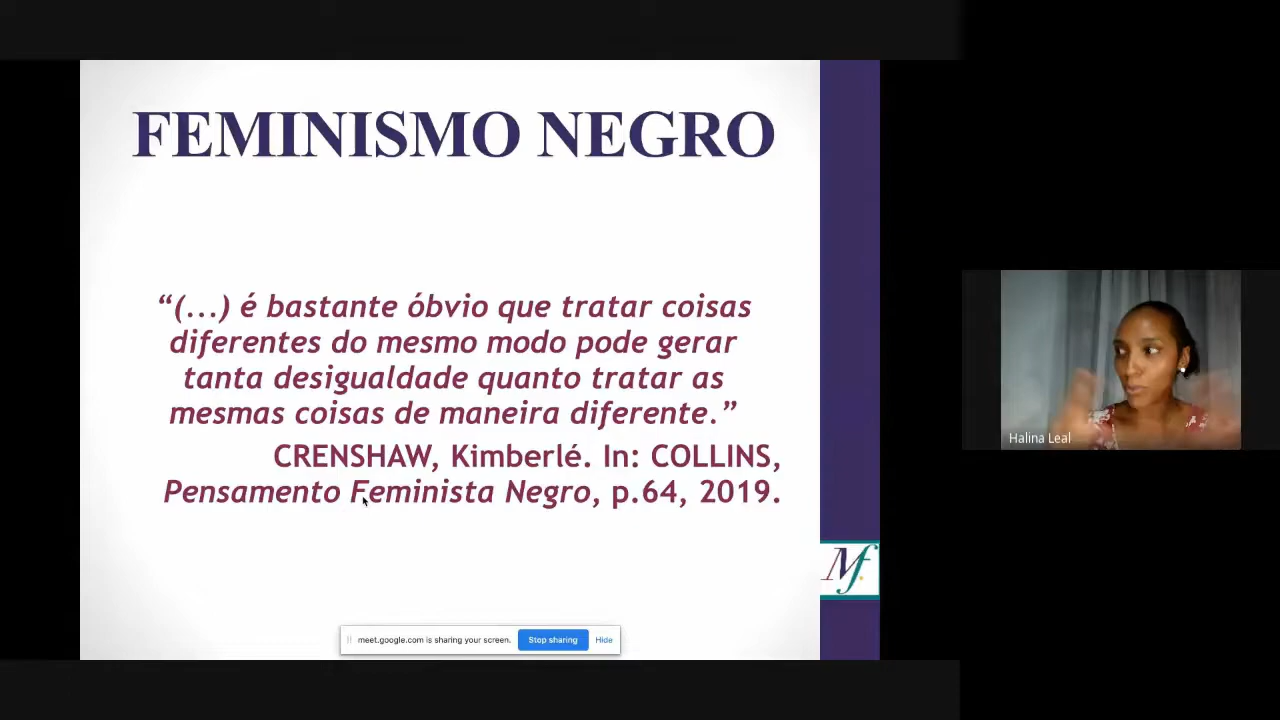 FEMINISMO NEGRO
“(...) é bastante óbvio que tratar coisas
diferentes do mesmo modo pode gerar
tanta desigualdade quanto tratar as
mesmas coisas de maneira diferente.”
CRENSHAW, Kimberlé. In: COLLINS,
Pensamento Feminista Negro, p.64, 2019.
Halina Leal
Mf.
meet.google.com is sharing your screen. Stop sharing Hide